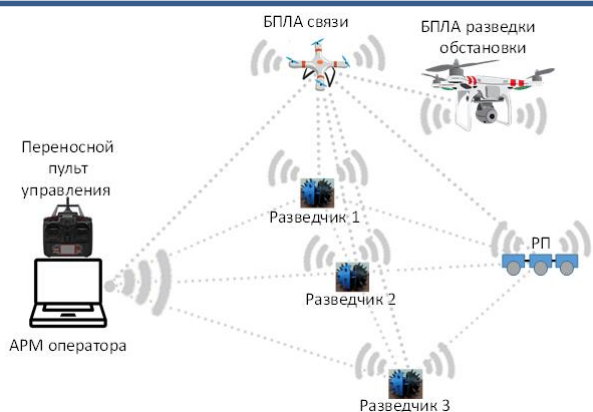 БПЛА связи
БПЛА разведки
обстановки
Переносной
пульт
управления
Разведчик 1
РП
Разведчик 2
АРМ оператора
Разведчик 3